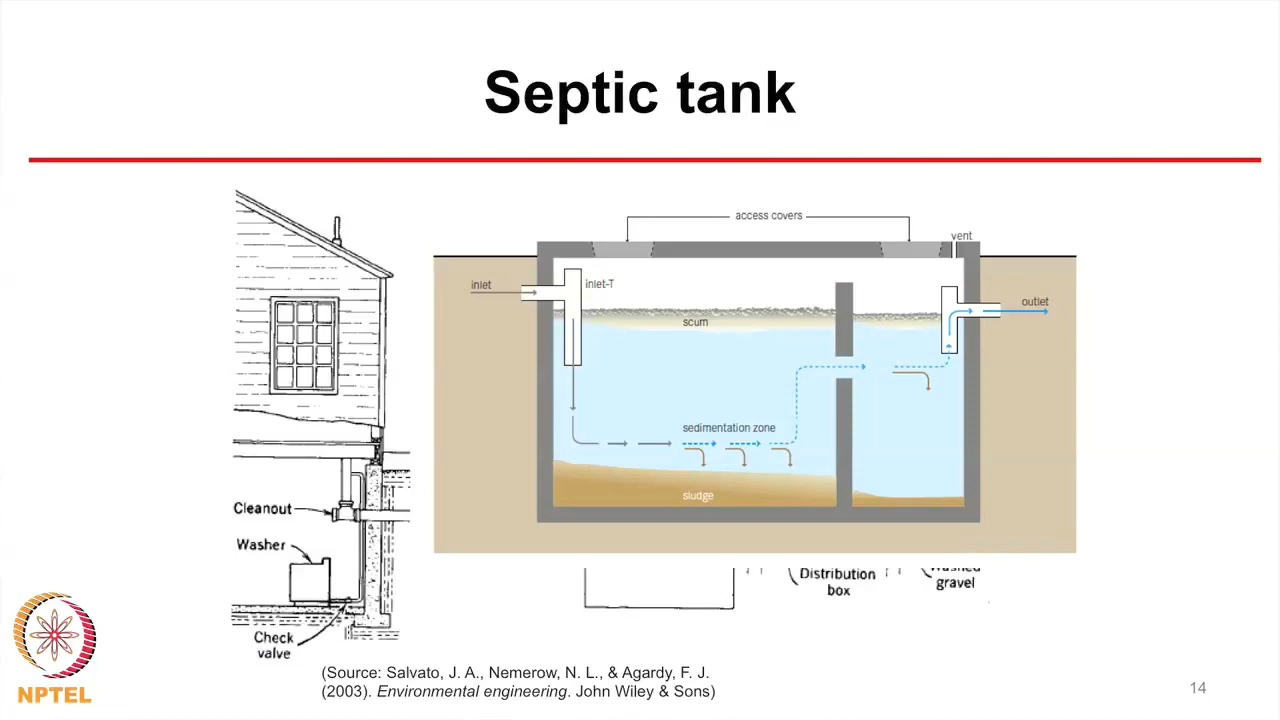 Septic tank
access covers
vent
inlet
inlet-T
outlet
scum
sedimentation zone
sludge
Cleanout
Washer
Check
valve
Distribution
box
gravel
(Source: Salvato, J. A., Nemerow, N. L., & Agardy, F. J.
(2003). Environmental engineering. John Wiley & Sons)
NPTEL
14